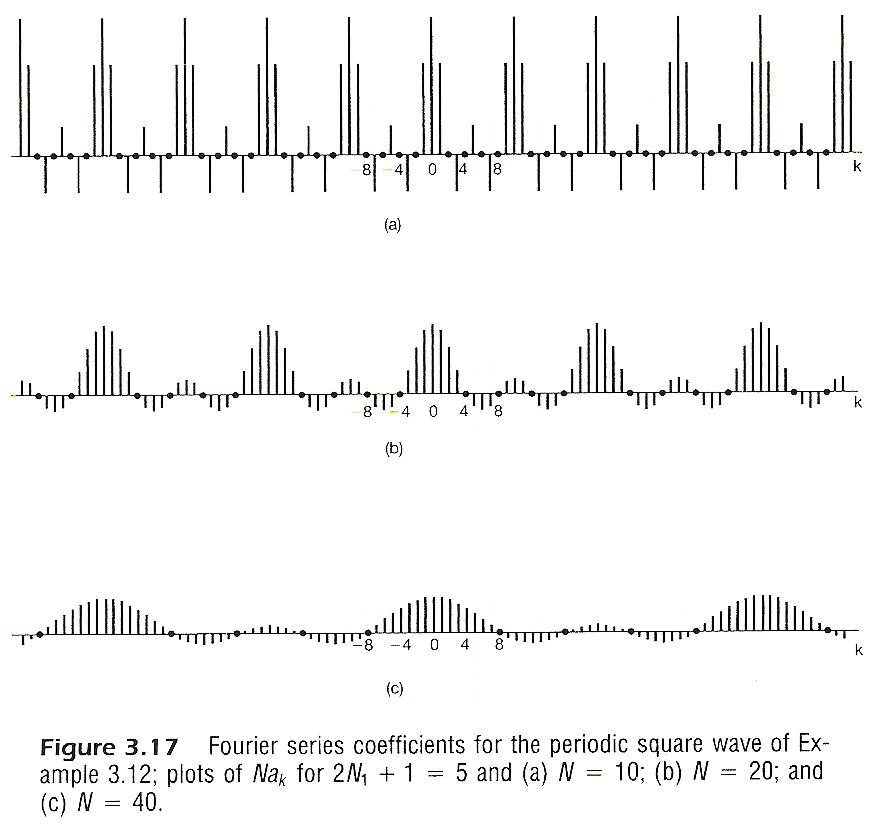 -8 -4 0 4 8 k
(a)
-8 -4 0 4 8 k
(b)
-8 -4 0 4 8 k
(c)
Figure 3.17 Fourier series coefficients for the periodic square wave of Ex-
ample 3.12; plots of Naₖ for 2N₁ + 1 = 5 and (a) N = 10; (b) N = 20; and
(c) N = 40.